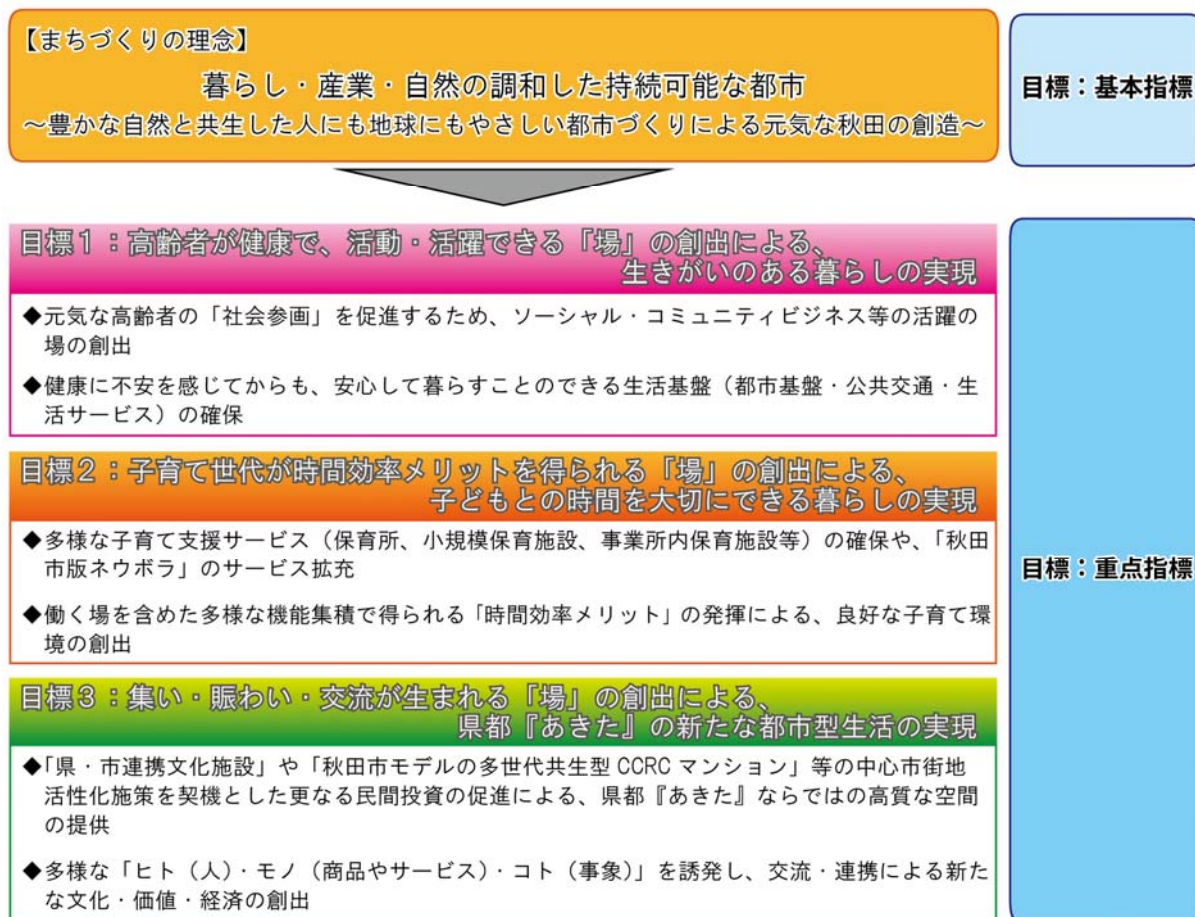 【まちづくりの理念】
暮らし・産業・自然の調和した持続可能な都市
～豊かな自然と共生した人にも地球にもやさしい都市づくりによる元気な秋田の創造～
目標：基本指標
目標１：高齢者が健康で、活動・活躍できる「場」の創出による、
生きがいのある暮らしの実現
◆元気な高齢者の「社会参画」を促進するため、ソーシャル・コミュニティビジネス等の活躍の
場の創出
◆健康に不安を感じてからも、安心して暮らすことのできる生活基盤（都市基盤・公共交通・生
活サービス）の確保
目標２：子育て世代が時間効率メリットを得られる「場」の創出による、
子どもとの時間を大切にできる暮らしの実現
◆多様な子育て支援サービス（保育所、小規模保育施設、事業所内保育施設等）の確保や、「秋田
市版ネウボラ」のサービス拡充
◆働く場を含めた多様な機能集積で得られる「時間効率メリット」の発揮による、良好な子育て環
境の創出
目標３：集い・賑わい・交流が生まれる「場」の創出による、
県都『あきた』の新たな都市型生活の実現
◆「県・市連携文化施設」や「秋田市モデルの多世代共生型 CCRC マンション」等の中心市街地
活性化施策を契機とした更なる民間投資の促進による、県都『あきた』ならではの高質な空間
の提供
◆多様な「ヒト（人）・モノ（商品やサービス）・コト（事象）」を誘発し、交流・連携による新た
な文化・価値・経済の創出
目標：重点指標